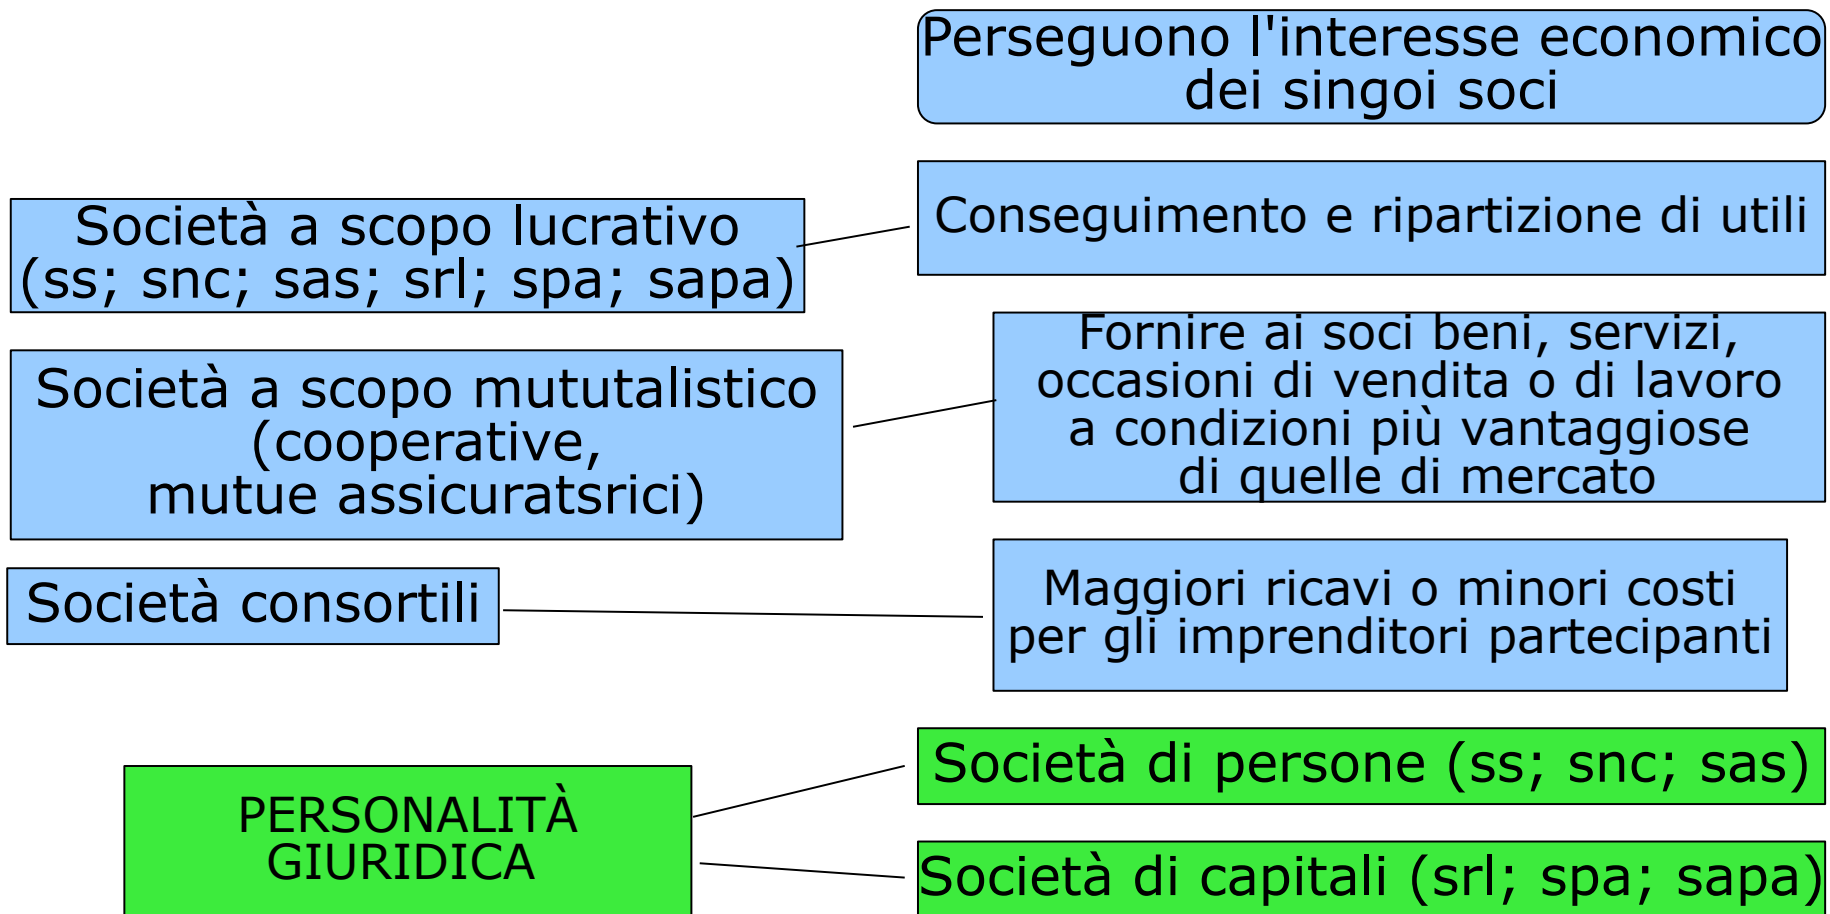 Perseguono l'interesse economico
dei singoi soci
Società a scopo lucrativo
(ss; snc; sas; srl; spa; sapa)
Conseguimento e ripartizione di utili
Società a scopo mututalistico
(cooperative,
mutue assicuratsrici)
Fornire ai soci beni, servizi,
occasioni di vendita o di lavoro
a condizioni più vantaggiose
di quelle di mercato
Società consortili
Maggiori ricavi o minori costi
per gli imprenditori partecipanti
PERSONALITÀ
GIURIDICA
Società di persone (ss; snc; sas)
Società di capitali (srl; spa; sapa)